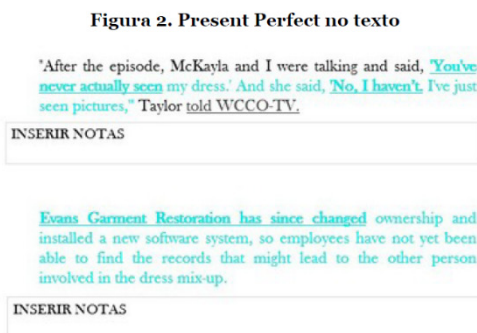 Figura 2. Present Perfect no texto
"After the episode, McKayla and I were talking and said, 'You've
never actually seen my dress.' And she said, 'No, I haven't. I've just
seen pictures," Taylor told WCCO-TV.
INSERIR NOTAS
Evans Garment Restoration has since changed ownership and
installed a new software system, so employees have not yet been
able to find the records that might lead to the other person
involved in the dress mix-up.
INSERIR NOTAS